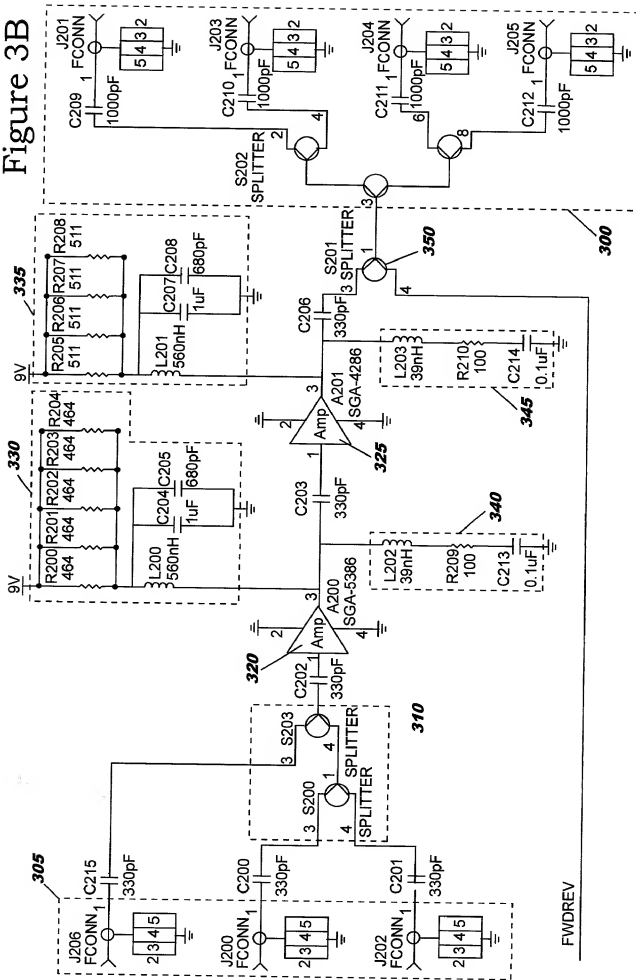 Figure 3B
J201
FCONN
1
5 4 3 2
C209
1000pF
J203
FCONN
1
5 4 3 2
C210
1000pF
J204
FCONN
1
5 4 3 2
C211
1000pF
J205
FCONN
1
5 4 3 2
C212
1000pF
2
4
6
8
S202
SPLITTER
3
300
335
9V
R205
511
R206
511
R207
511
R208
511
L201
560nH
C207
1uF
C208
680pF
330
9V
R200
464
R201
464
R202
464
R203
464
R204
464
L200
560nH
C204
1uF
C205
680pF
S201
SPLITTER
1
3
4
350
C206
330pF
A201
SGA-4286
Amp
1
2
3
4
325
L203
39nH
R210
100
C214
0.1uF
345
C203
330pF
A200
SGA-5386
Amp
1
2
3
4
320
L202
39nH
R209
100
C213
0.1uF
340
C202
330pF
S203
SPLITTER
3
4
1
S200
SPLITTER
3
4
310
305
C215
330pF
C200
330pF
C201
330pF
J206
FCONN
1
2 3 4 5
J200
FCONN
1
2 3 4 5
J202
FCONN
1
2 3 4 5
FWDREV